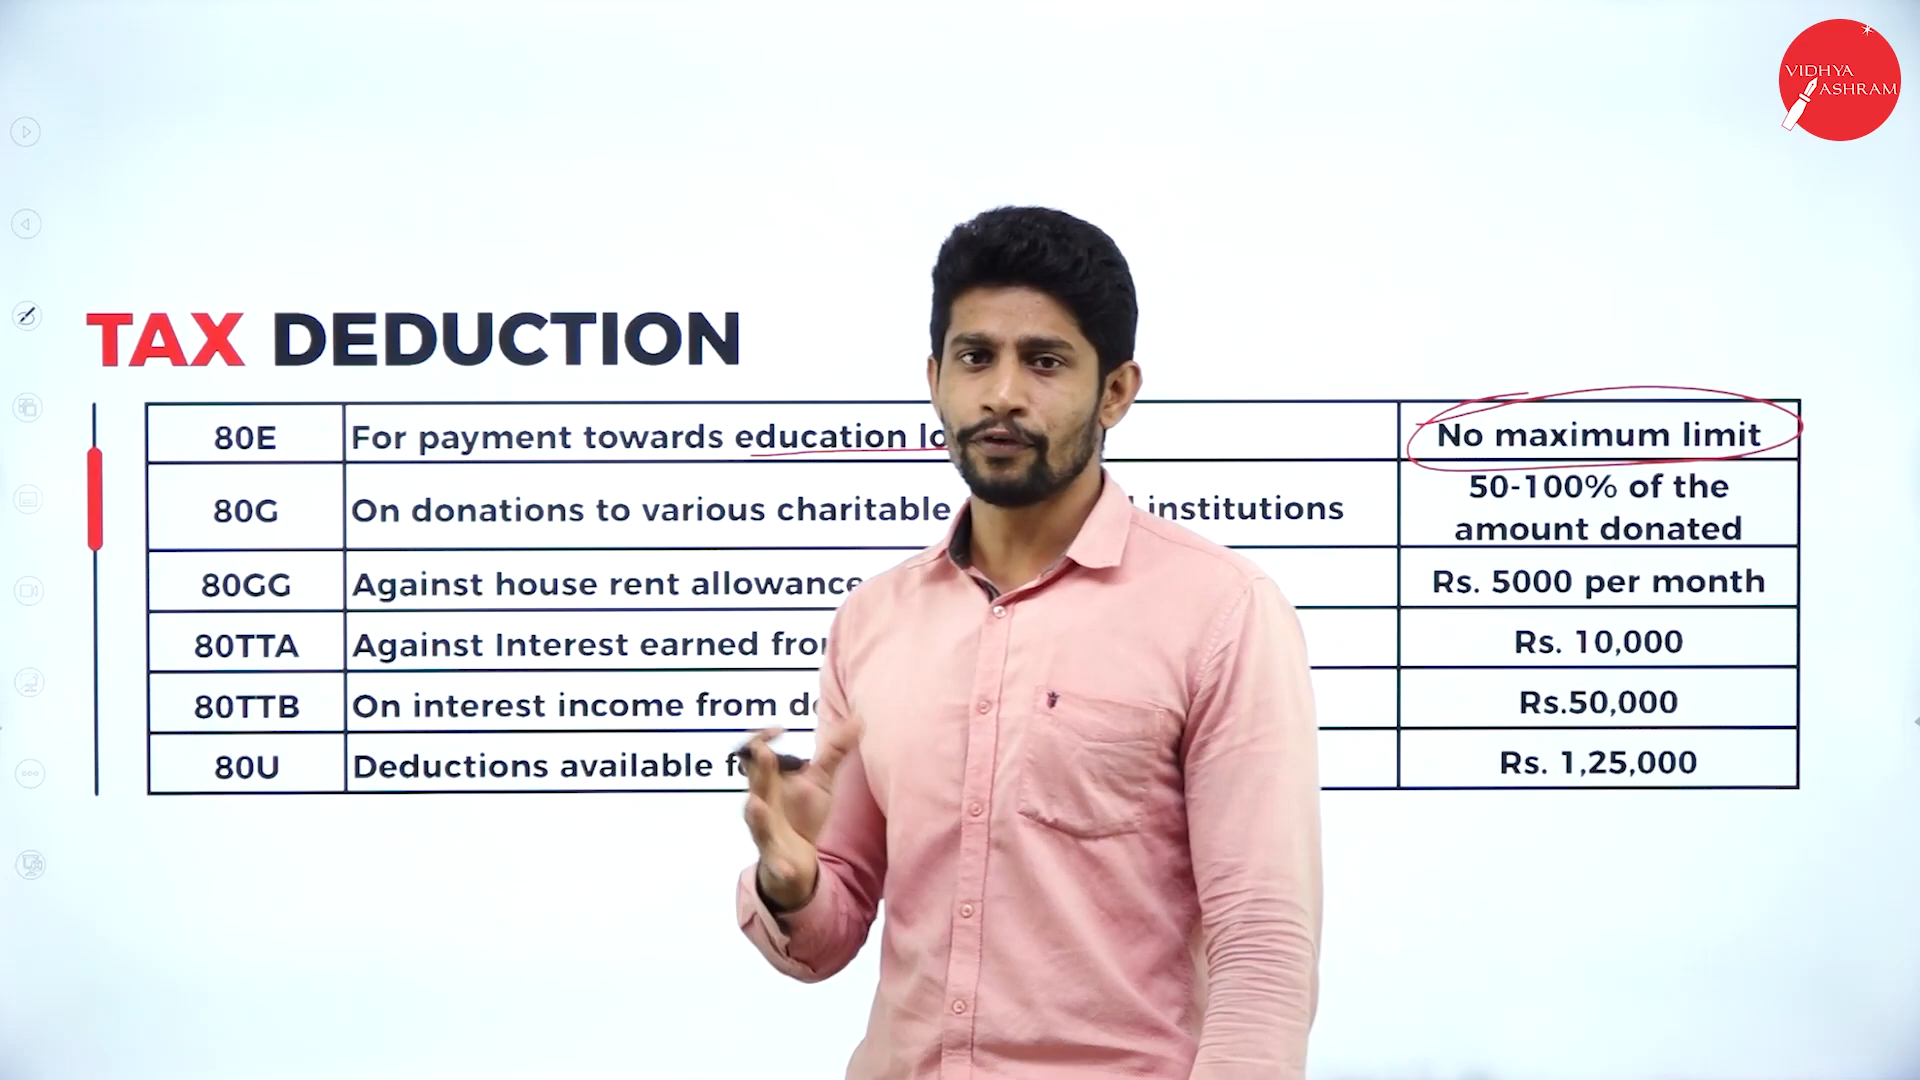 VIDHYA
ASHRAM
TAX DEDUCTION
80E For payment towards education No maximum limit
80G On donations to various charitable institutions 50-100% of the
amount donated
80GG Against house rent allowance Rs. 5000 per month
80TTA Against Interest earned Rs. 10,000
80TTB On interest income from Rs.50,000
80U Deductions available Rs. 1,25,000